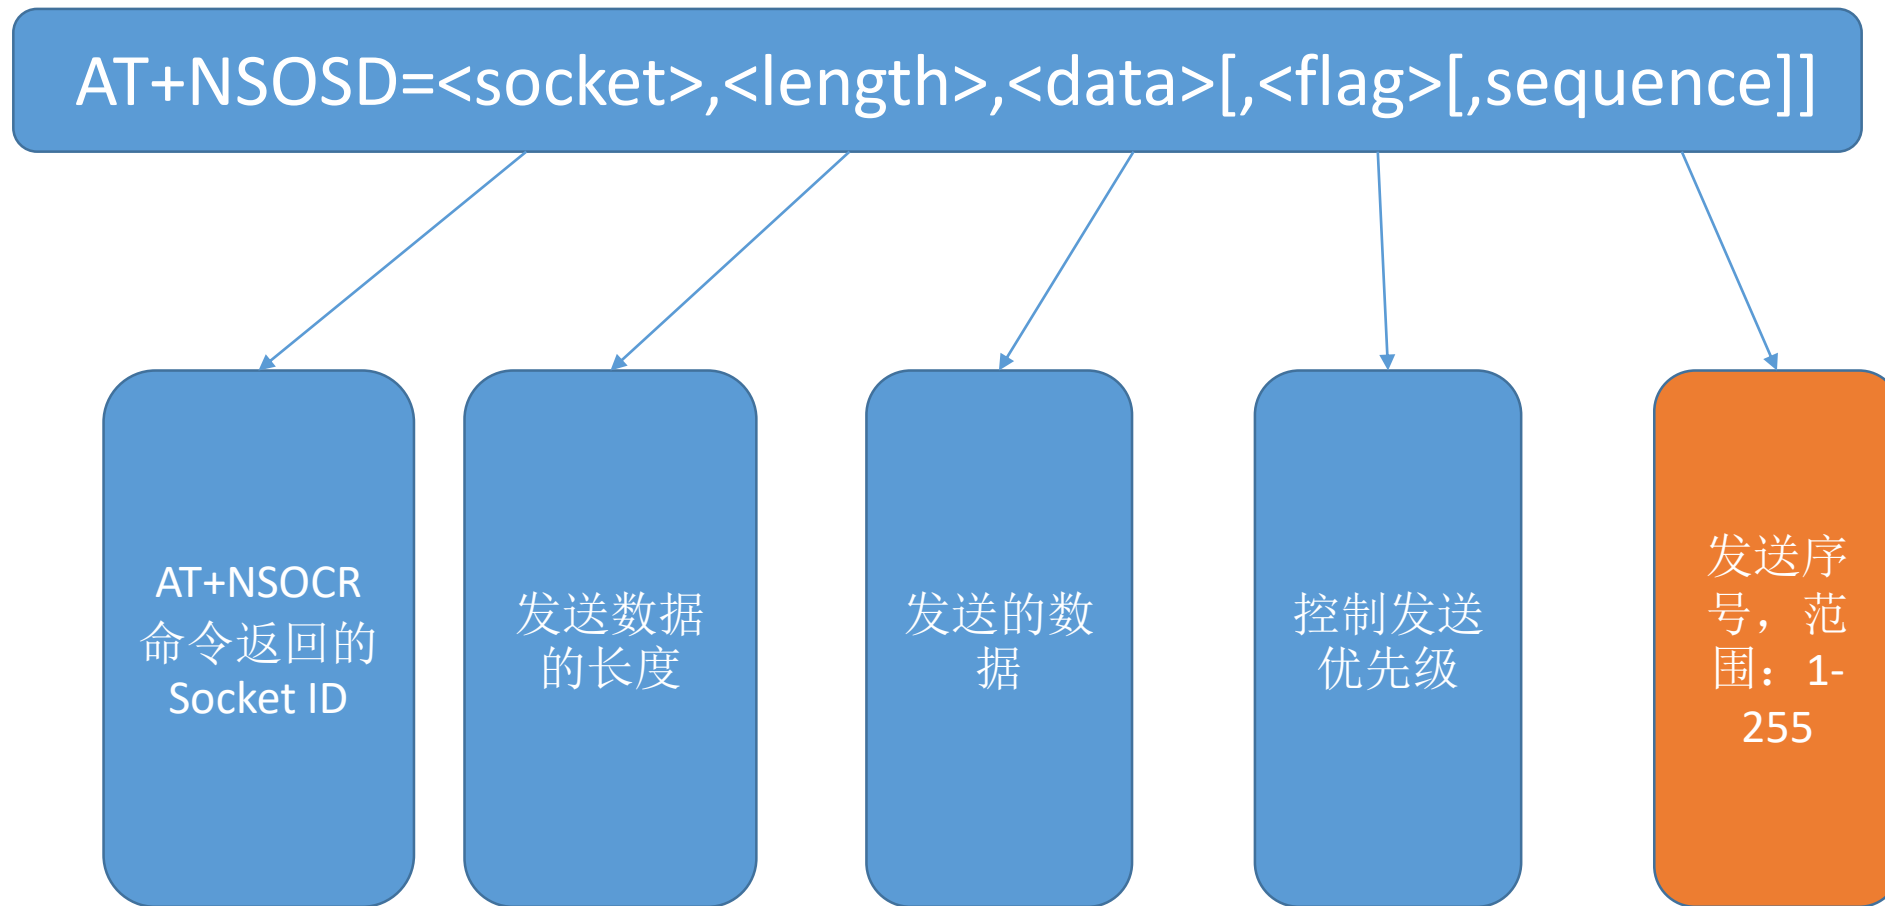 AT+NSOSD=<socket>,<length>,<data>[,<flag>[,sequence]]
AT+NSOCR
命令返回的
Socket ID
发送数据
的长度
发送的数
据
控制发送
优先级
发送序
号，范
围：1-
255